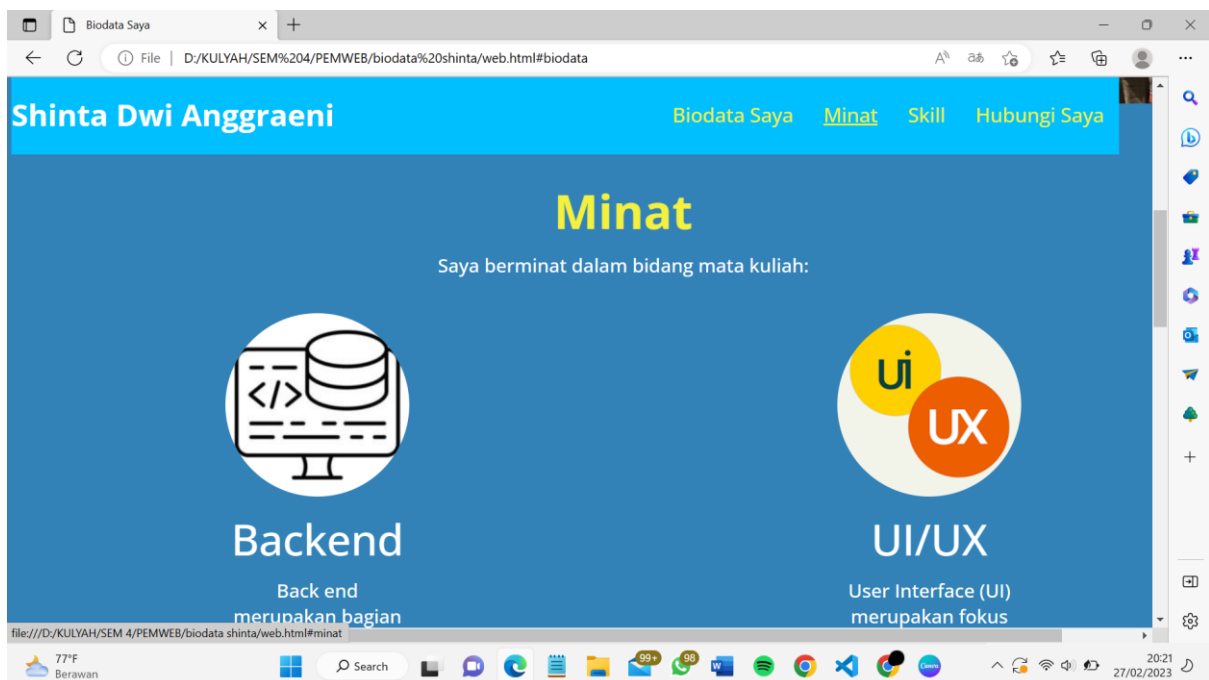 Biodata Saya
File | D:/KULYAH/SEM%204/PEMWEB/biodata%20shinta/web.html#biodata
Shinta Dwi Anggraeni Biodata Saya Minat Skill Hubungi Saya
Minat
Saya berminat dalam bidang mata kuliah:
</>
Ui
UX
Backend
UI/UX
Back end
merupakan bagian
User Interface (UI)
merupakan fokus
file:///D:/KULYAH/SEM 4/PEMWEB/biodata shinta/web.html#minat
77°F
Berawan
Search
99+
98
Canva
20:21
27/02/2023